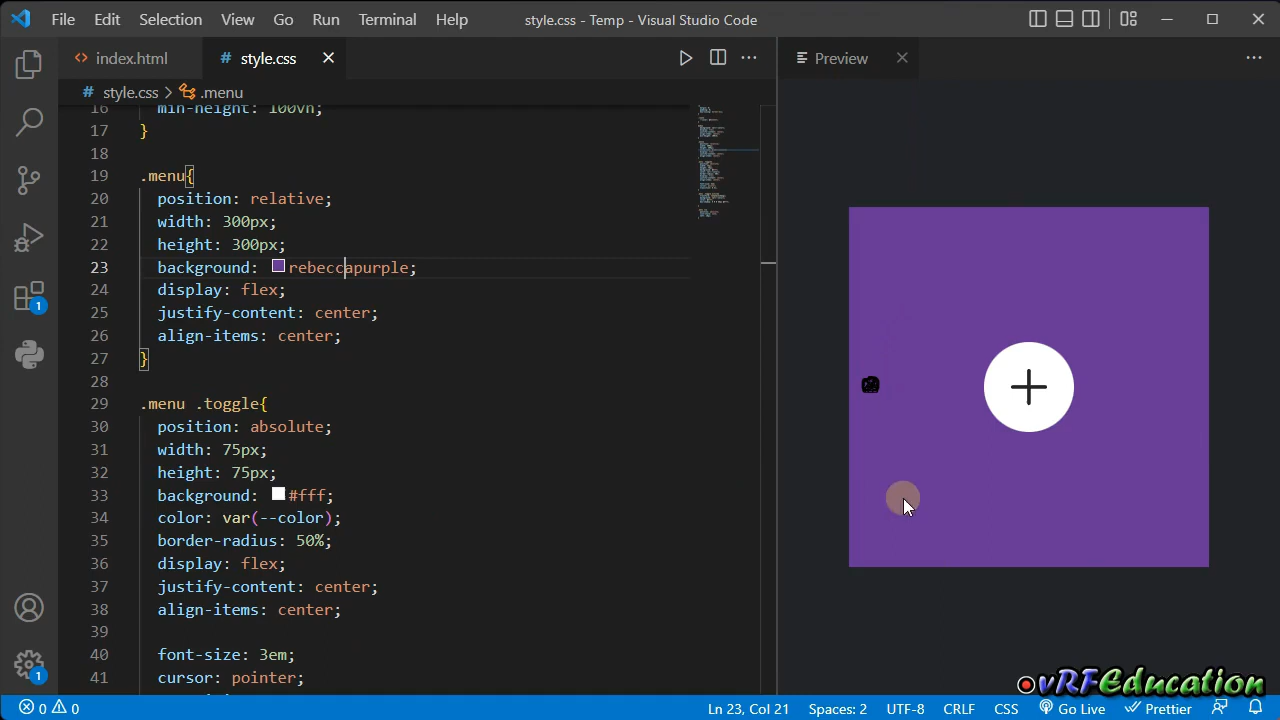 File Edit Selection View Go Run Terminal Help style.css - Temp - Visual Studio Code
index.html # style.css Preview
# style.css > .menu
16 min-height: 100vh;
17 }
18
19 .menu{
20 position: relative;
21 width: 300px;
22 height: 300px;
23 background: rebeccapurple;
24 display: flex;
25 justify-content: center;
26 align-items: center;
27 }
28
29 .menu .toggle{
30 position: absolute;
31 width: 75px;
32 height: 75px;
33 background: #fff;
34 color: var(--color);
35 border-radius: 50%;
36 display: flex;
37 justify-content: center;
38 align-items: center;
39
40 font-size: 3em;
41 cursor: pointer;
1
1
vRFEducation
0 0 Ln 23, Col 21 Spaces: 2 UTF-8 CRLF CSS Go Live Prettier